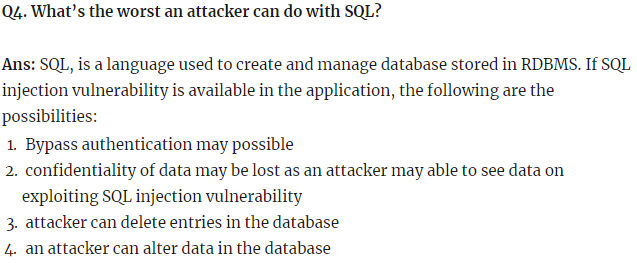 Q4. What’s the worst an attacker can do with SQL?
Ans: SQL, is a language used to create and manage database stored in RDBMS. If SQL
injection vulnerability is available in the application, the following are the
possibilities:
1. Bypass authentication may possible
2. confidentiality of data may be lost as an attacker may able to see data on
exploiting SQL injection vulnerability
3. attacker can delete entries in the database
4. an attacker can alter data in the database